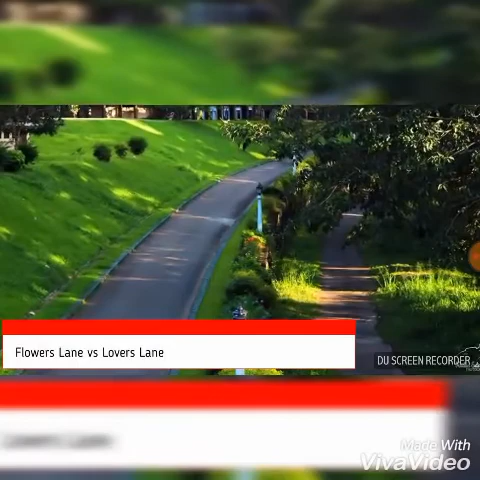 Flowers Lane vs Lovers Lane
DU SCREEN RECORDER
Made With
VivaVideo